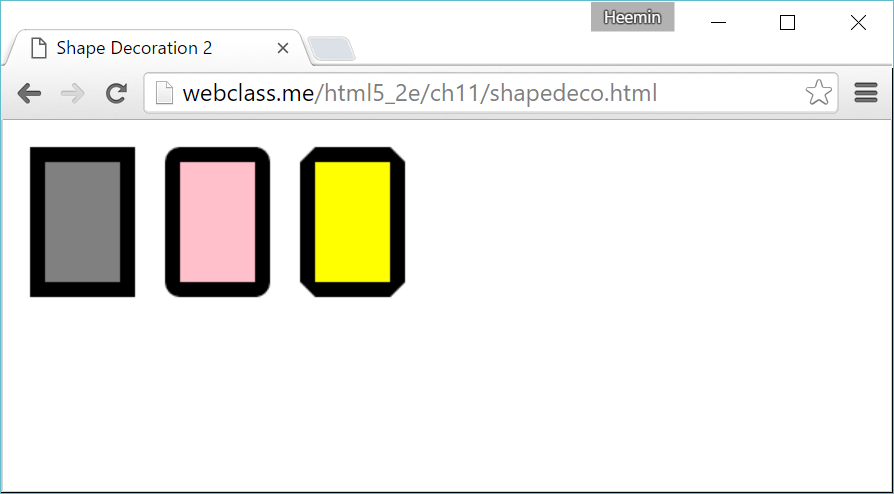 Heemin
Shape Decoration 2
webclass.me/html5_2e/ch11/shapedeco.html